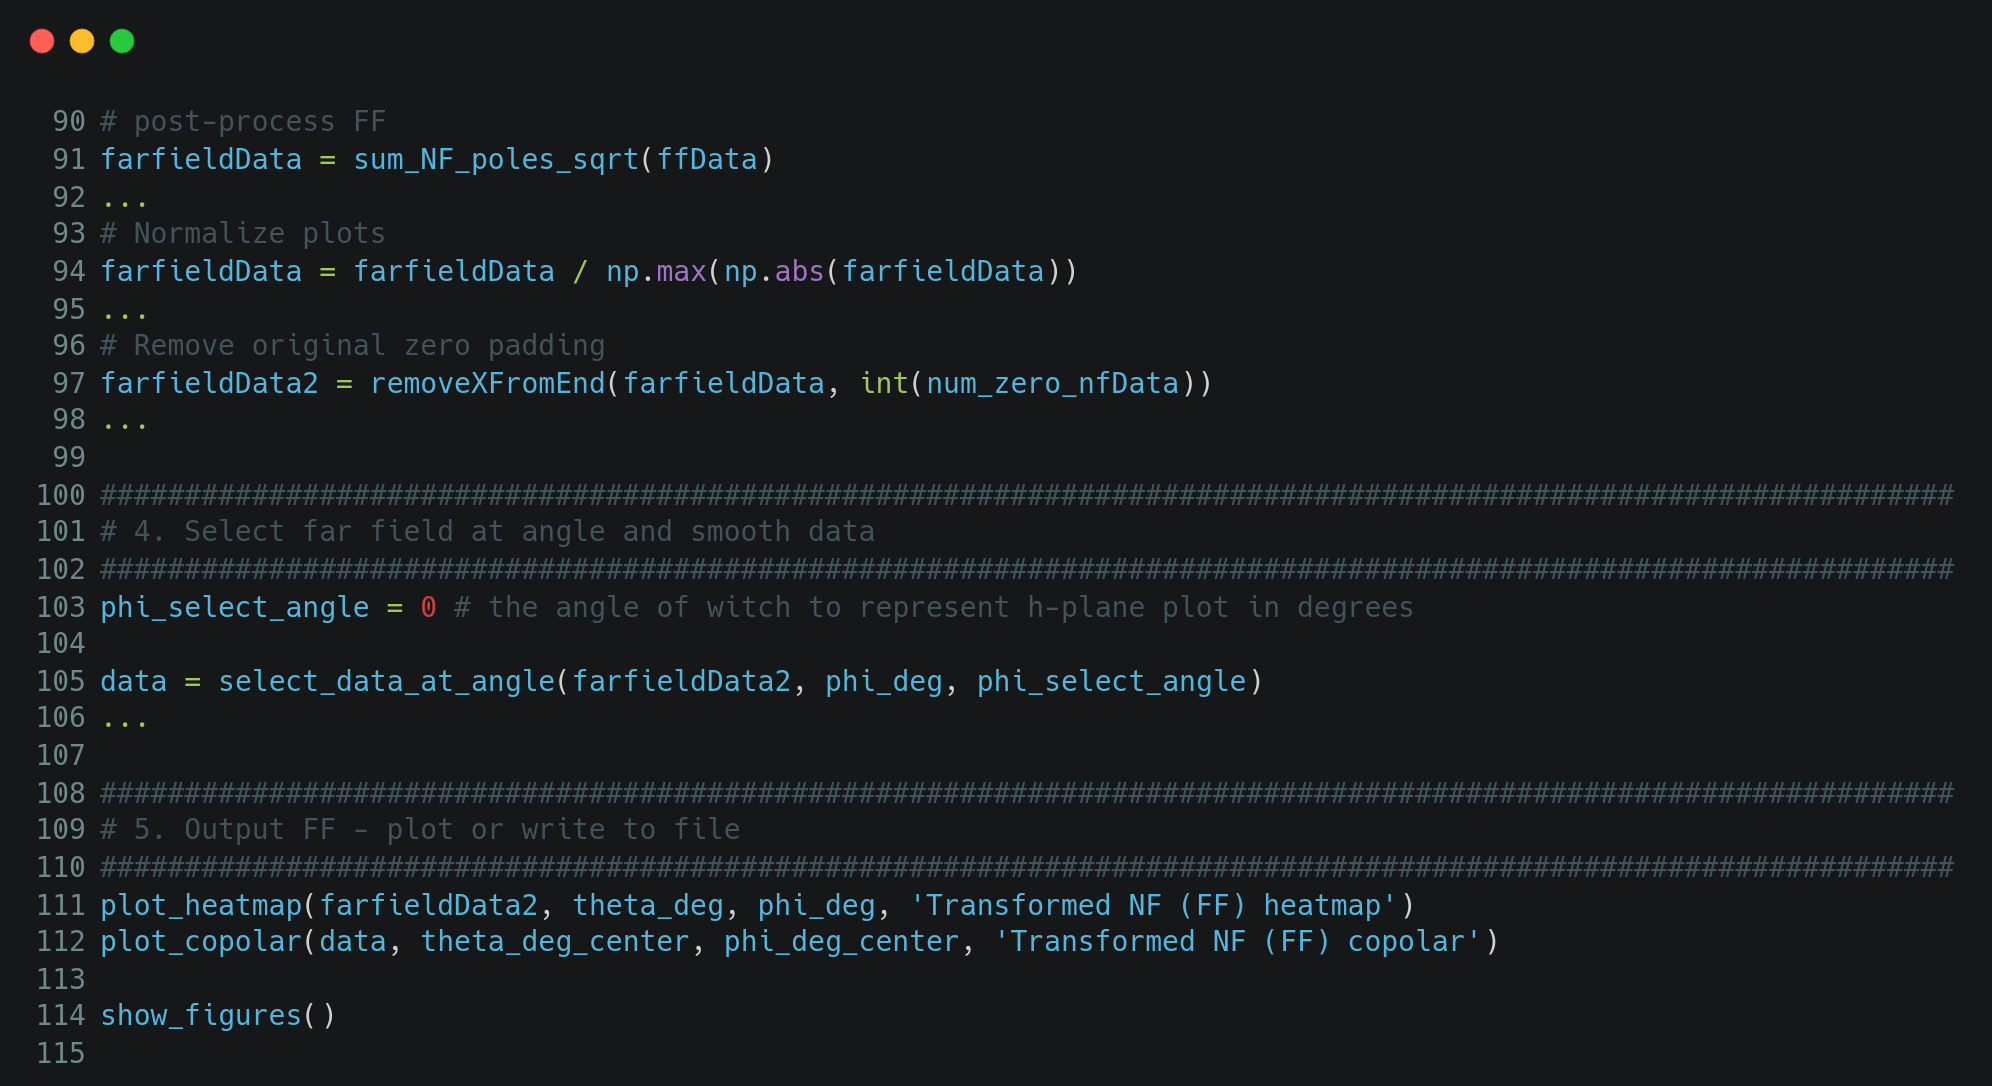 90 # post-process FF
91 farfieldData = sum_NF_poles_sqrt(ffData)
92 ...
93 # Normalize plots
94 farfieldData = farfieldData / np.max(np.abs(farfieldData))
95 ...
96 # Remove original zero padding
97 farfieldData2 = removeXFromEnd(farfieldData, int(num_zero_nfData))
98 ...
99
100 ##############################################################################################################
101 # 4. Select far field at angle and smooth data
102 ##############################################################################################################
103 phi_select_angle = 0 # the angle of witch to represent h-plane plot in degrees
104
105 data = select_data_at_angle(farfieldData2, phi_deg, phi_select_angle)
106 ...
107
108 ##############################################################################################################
109 # 5. Output FF - plot or write to file
110 ##############################################################################################################
111 plot_heatmap(farfieldData2, theta_deg, phi_deg, 'Transformed NF (FF) heatmap')
112 plot_copolar(data, theta_deg_center, phi_deg_center, 'Transformed NF (FF) copolar')
113
114 show_figures()
115